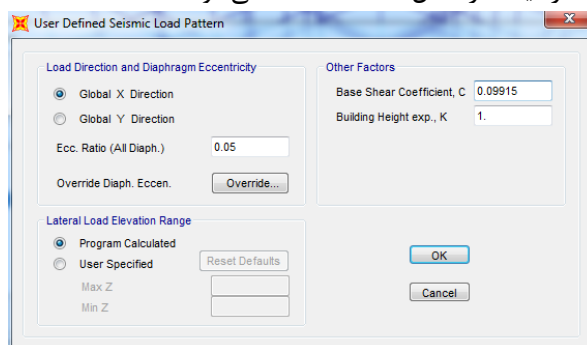 User Defined Seismic Load Pattern
Load Direction and Diaphragm Eccentricity
Global X Direction
Global Y Direction
Ecc. Ratio (All Diaph.) 0.05
Override Diaph. Eccen. Override...
Other Factors
Base Shear Coefficient, C 0.09915
Building Height exp., K 1.
Lateral Load Elevation Range
Program Calculated
User Specified Reset Defaults
Max Z
Min Z
OK
Cancel